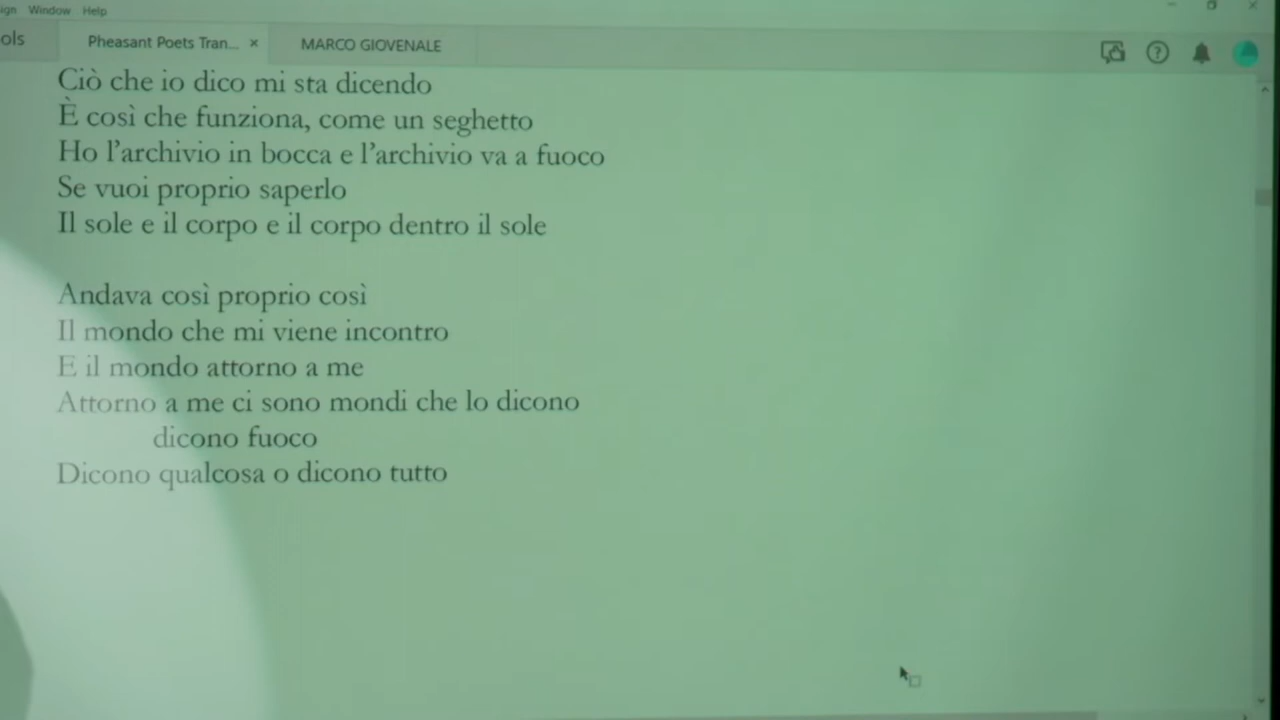 ign Window Help
ols
Pheasant Poets Tran... ×
MARCO GIOVENALE
Ciò che io dico mi sta dicendo
È così che funziona, come un seghetto
Ho l'archivio in bocca e l'archivio va a fuoco
Se vuoi proprio saperlo
Il sole e il corpo e il corpo dentro il sole
Andava così proprio così
Il mondo che mi viene incontro
E il mondo attorno a me
Attorno a me ci sono mondi che lo dicono
dicono fuoco
Dicono qualcosa o dicono tutto